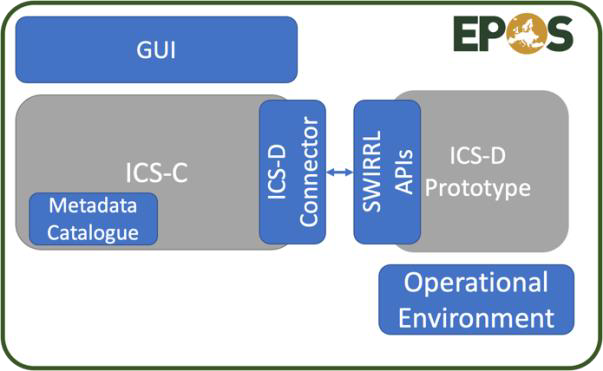 EPOS
GUI
ICS-C
Metadata
Catalogue
ICS-D
Connector
SWIRRL
APIs
ICS-D
Prototype
Operational
Environment